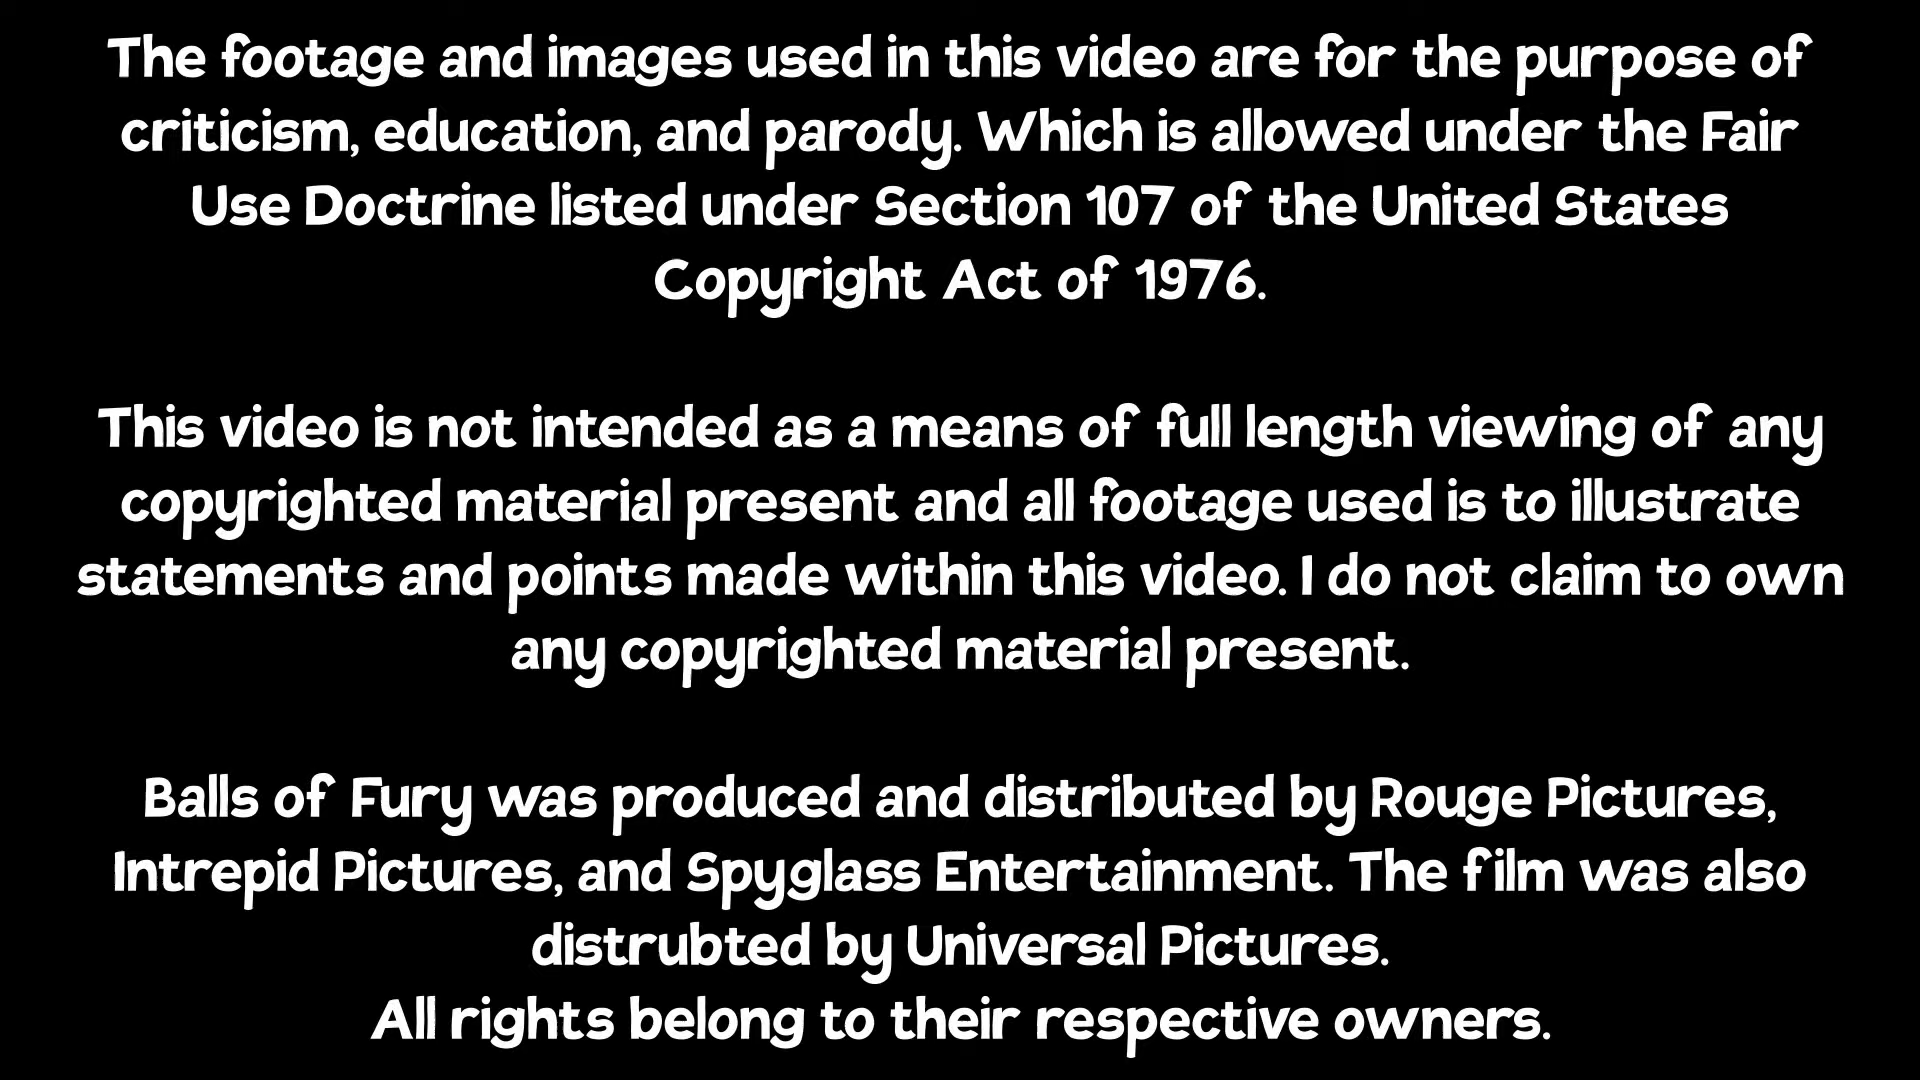 The footage and images used in this video are for the purpose of
criticism, education, and parody. Which is allowed under the Fair
Use Doctrine listed under Section 107 of the United States
Copyright Act of 1976.
This video is not intended as a means of full length viewing of any
copyrighted material present and all footage used is to illustrate
statements and points made within this video. I do not claim to own
any copyrighted material present.
Balls of Fury was produced and distributed by Rouge Pictures,
Intrepid Pictures, and Spyglass Entertainment. The film was also
distrubted by Universal Pictures.
All rights belong to their respective owners.